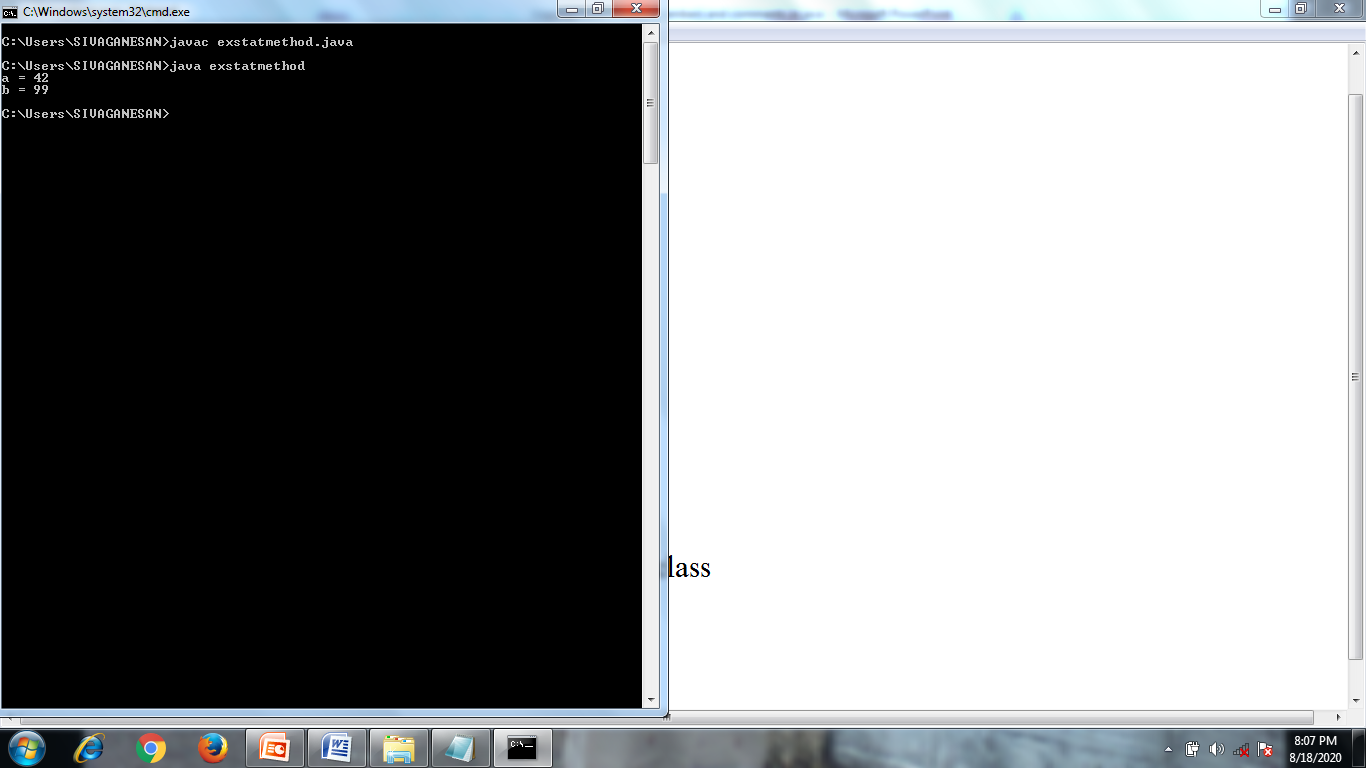 C:\Windows\system32\cmd.exe
C:\Users\SIVAGANESAN>javac exstatmethod.java
C:\Users\SIVAGANESAN>java exstatmethod
a = 42
b = 99
C:\Users\SIVAGANESAN>
lass
8:07 PM
8/18/2020